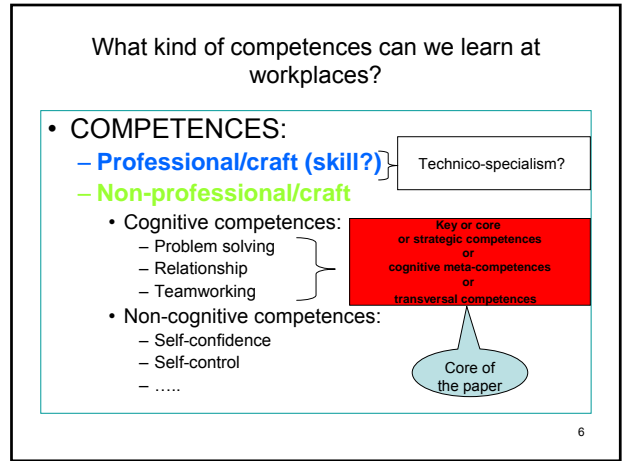 What kind of competences can we learn at
workplaces?
• COMPETENCES:
– Professional/craft (skill?)
Technico-specialism?
– Non-professional/craft
• Cognitive competences:
– Problem solving
– Relationship
– Teamworking
Key or core
or strategic competences
or
cognitive meta-competences
or
transversal competences
• Non-cognitive competences:
– Self-confidence
– Self-control
– …..
Core of
the paper
6